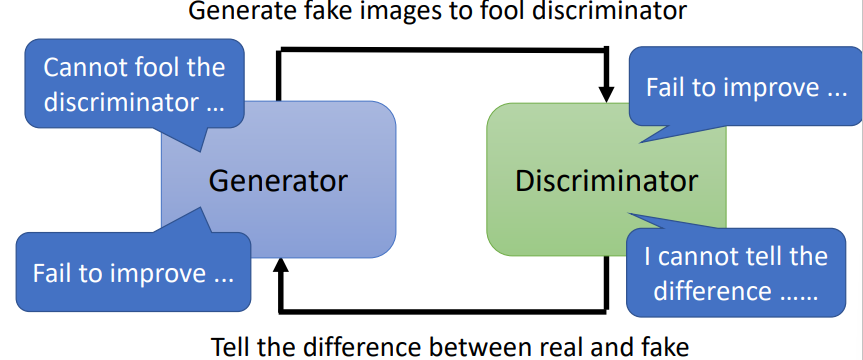 Generate fake images to fool discriminator
Cannot fool the
discriminator ...
Fail to improve ...
Generator
Discriminator
Fail to improve ...
I cannot tell the
difference ......
Tell the difference between real and fake